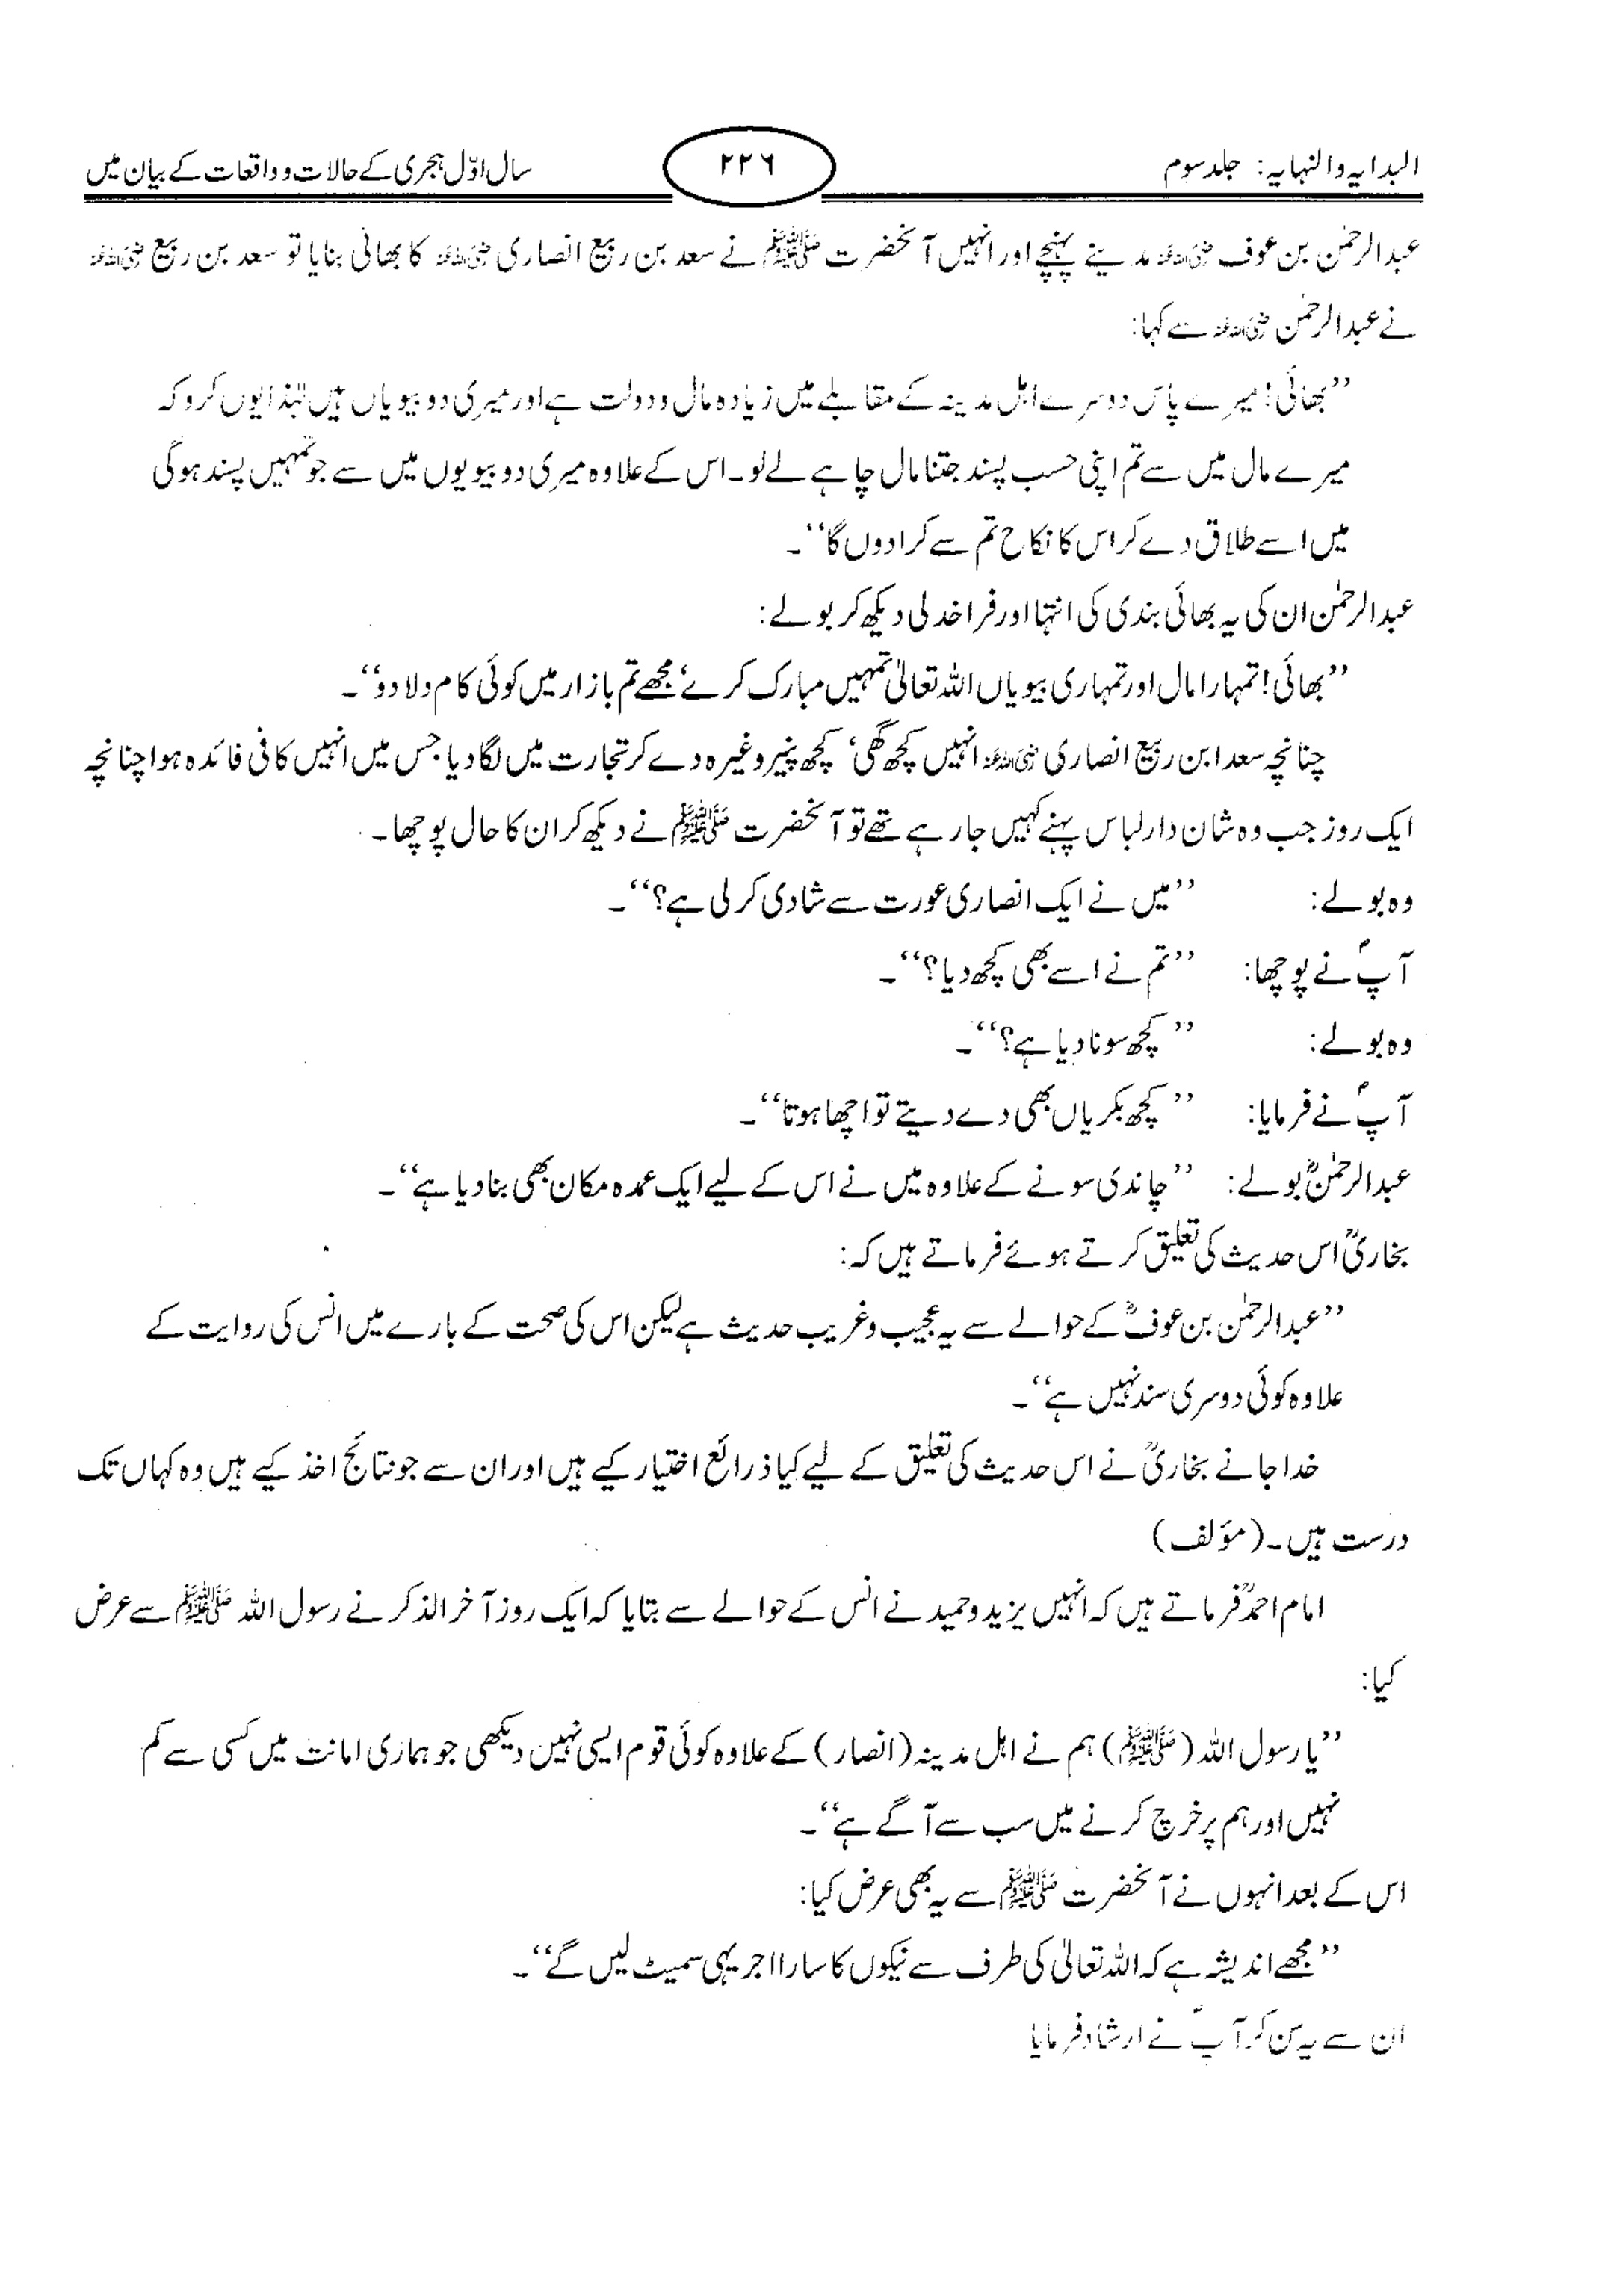 البدایہ والنہایہ: جلد سوم
۲۲۶
سال اوّل ہجری کے حالات و واقعات کے بیان میں
عبدالرحمٰن بن عوف رضی اللہ عنہ مدینے پہنچے اور انہیں آنحضرت ﷺ نے سعد بن ربیع انصاری رضی اللہ عنہ کا بھائی بنایا تو سعد بن ربیع رضی اللہ عنہ
نے عبدالرحمٰن رضی اللہ عنہ سے کہا:
’’بھائی! میرے پاس دوسرے اہل مدینہ کے مقابلے میں زیادہ مال و دولت ہے اور میری دو بیویاں ہیں لہٰذا یوں کرو کہ
میرے مال میں سے تم اپنی حسب پسند جتنا مال چاہے لے لو۔ اس کے علاوہ میری دو بیویوں میں سے جو تمہیں پسند ہوگی
میں اسے طلاق دے کر اس کا نکاح تم سے کرا دوں گا‘‘۔
عبدالرحمٰن ان کی یہ بھائی بندی کی انتہا اور فراخدلی دیکھ کر بولے:
’’بھائی! تمہارا مال اور تمہاری بیویاں اللہ تعالیٰ تمہیں مبارک کرے‘ مجھے تم بازار میں کوئی کام دلا دو‘‘۔
چنانچہ سعد ابن ربیع انصاری رضی اللہ عنہ انہیں کچھ گھی‘ کچھ پنیر وغیرہ دے کر تجارت میں لگا دیا جس میں انہیں کافی فائدہ ہوا چنانچہ
ایک روز جب وہ شان دار لباس پہنے کہیں جا رہے تھے تو آنحضرت ﷺ نے دیکھ کر ان کا حال پوچھا۔
وہ بولے: ’’میں نے ایک انصاری عورت سے شادی کر لی ہے؟‘‘۔
آپؐ نے پوچھا: ’’تم نے اسے بھی کچھ دیا؟‘‘۔
وہ بولے: ’’کچھ سونا دیا ہے؟‘‘۔
آپؐ نے فرمایا: ’’کچھ بکریاں بھی دے دیتے تو اچھا ہوتا‘‘۔
عبدالرحمٰنؓ بولے: ’’چاندی سونے کے علاوہ میں نے اس کے لیے ایک عمدہ مکان بھی بنا دیا ہے‘‘۔
بخاریؒ اس حدیث کی تعلیق کرتے ہوئے فرماتے ہیں کہ:
’’عبدالرحمٰن بن عوفؓ کے حوالے سے یہ عجیب و غریب حدیث ہے لیکن اس کی صحت کے بارے میں انس کی روایت کے
علاوہ کوئی دوسری سند نہیں ہے‘‘۔
خدا جانے بخاریؒ نے اس حدیث کی تعلیق کے لیے کیا ذرائع اختیار کیے ہیں اور ان سے جو نتائج اخذ کیے ہیں وہ کہاں تک
درست ہیں۔ (مؤلف)
امام احمدؒ فرماتے ہیں کہ انہیں یزید وحمید نے انس کے حوالے سے بتایا کہ ایک روز آخر الذکر نے رسول اللہ ﷺ سے عرض
کیا:
’’یا رسول اللہ (ﷺ) ہم نے اہل مدینہ (انصار) کے علاوہ کوئی قوم ایسی نہیں دیکھی جو ہماری امانت میں کسی سے کم
نہیں اور ہم پر خرچ کرنے میں سب سے آگے ہے‘‘۔
اس کے بعد انہوں نے آنحضرت ﷺ سے یہ بھی عرض کیا:
’’مجھے اندیشہ ہے کہ اللہ تعالیٰ کی طرف سے نیکوں کا سارا اجر یہی سمیٹ لیں گے‘‘۔
ان سے یہ سن کر آپؐ نے ارشاد فرمایا